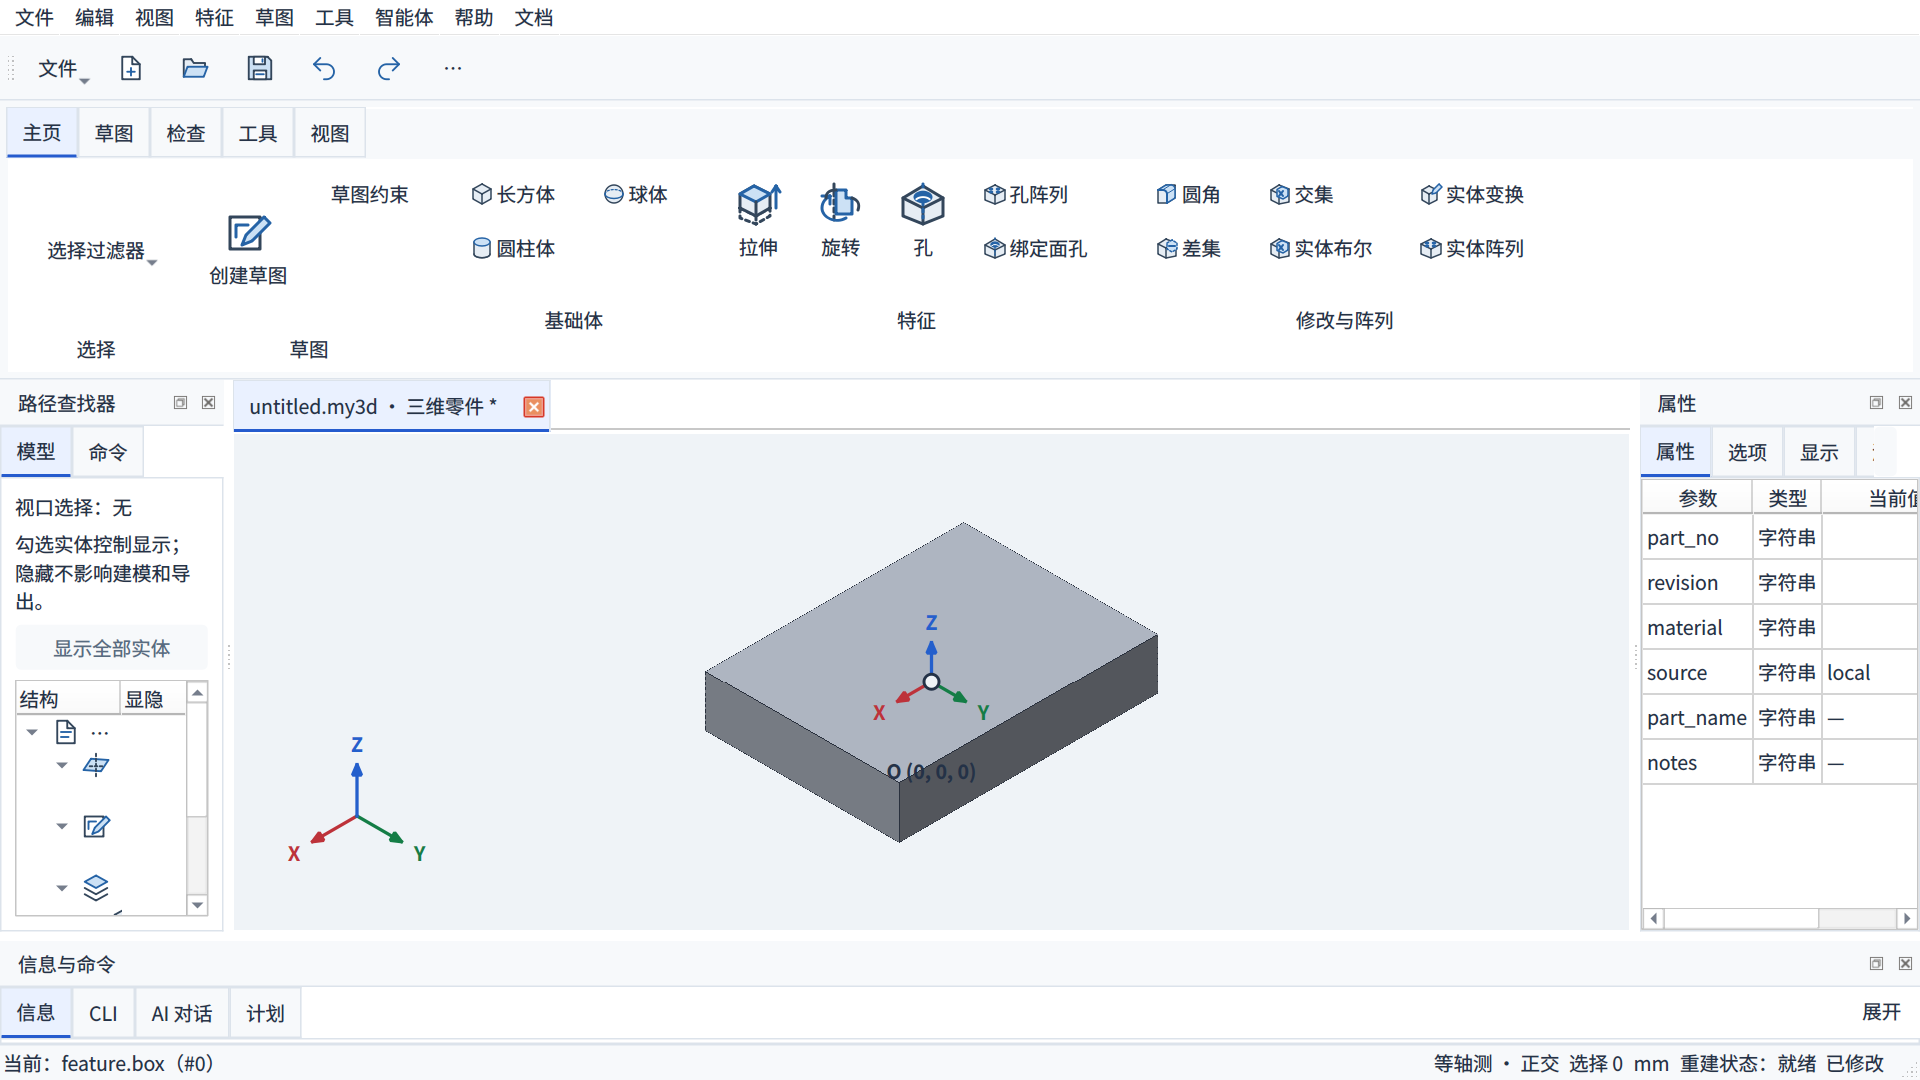 文件 编辑 视图 特征 草图 工具 智能体 帮助 文档
文件 ...
主页 草图 检查 工具 视图
选择过滤器
选择
创建草图
草图约束
草图
长方体 球体
圆柱体
基础体
拉伸 旋转 孔
孔阵列
绑定面孔
特征
圆角 交集 实体变换
差集 实体布尔 实体阵列
修改与阵列
路径查找器
模型 命令
视口选择：无
勾选实体控制显示；
隐藏不影响建模和导
出。
显示全部实体
结构 显隐
...
untitled.my3d • 三维零件 *
Z
X
Y
O (0, 0, 0)
Z
X
Y
属性
属性 选项 显示
参数 类型 当前值
part_no 字符串
revision 字符串
material 字符串
source 字符串 local
part_name 字符串 —
notes 字符串 —
信息与命令
信息 CLI AI 对话 计划
展开
当前：feature.box（#0）
等轴测 • 正交 选择 0 mm 重建状态：就绪 已修改